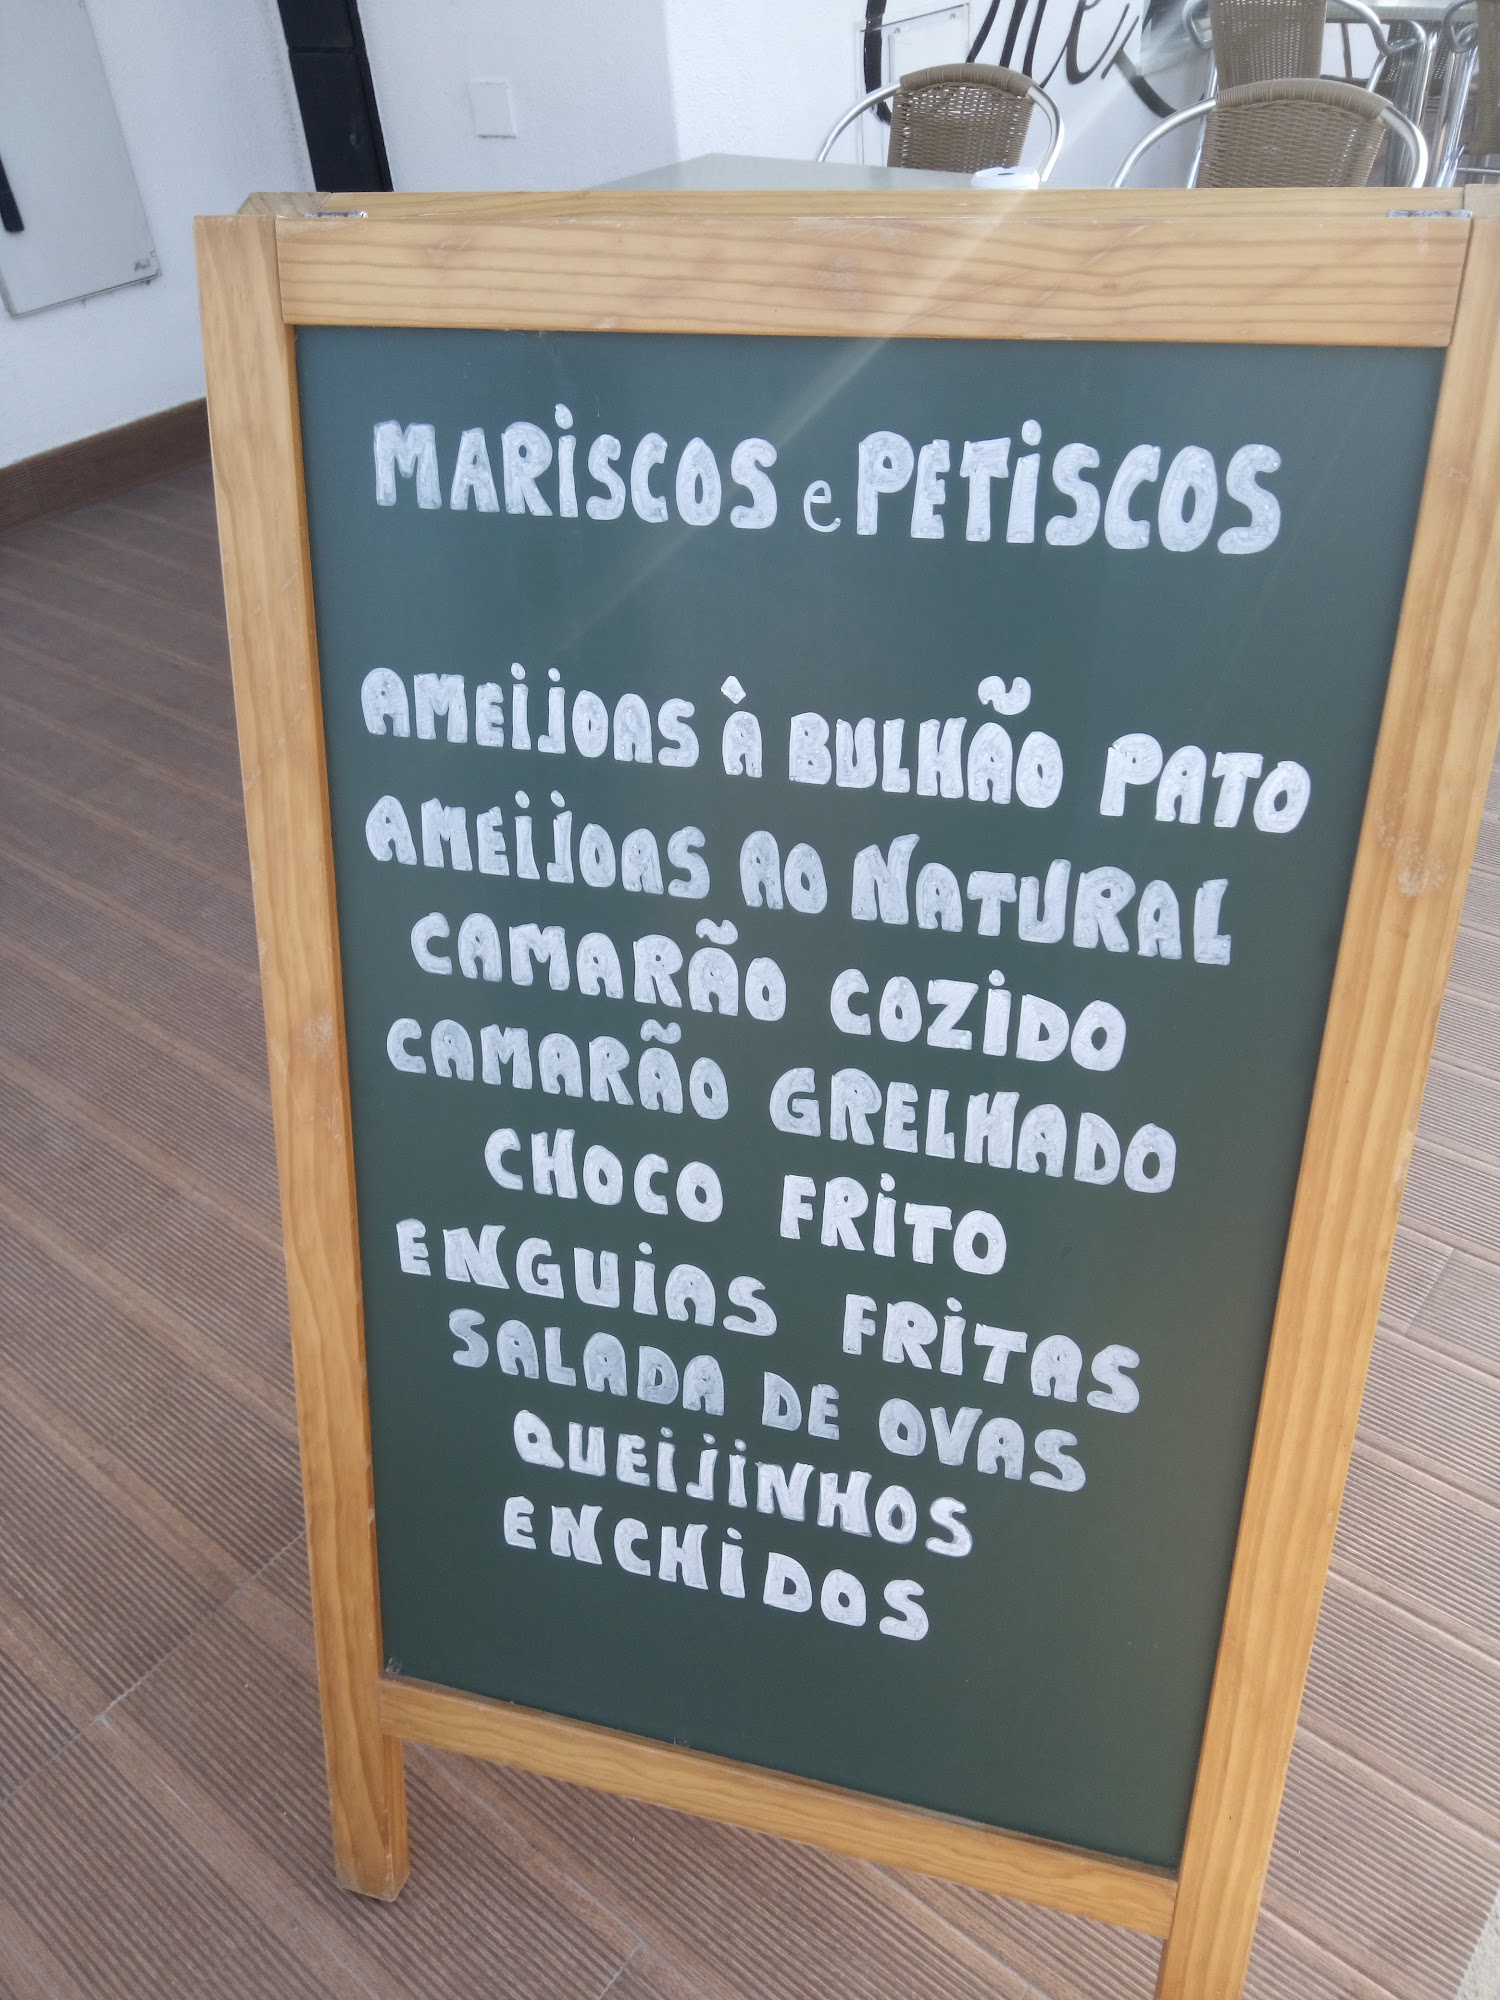 MARISCOS e PETISCOS
AMEIJOAS À BULHÃO PATO
AMEIJOAS AO NATURAL
CAMARÃO COZIDO
CAMARÃO GRELHADO
CHOCO FRITO
ENGUIAS FRITAS
SALADA DE OVAS
QUEIJINHOS
ENCHIDOS